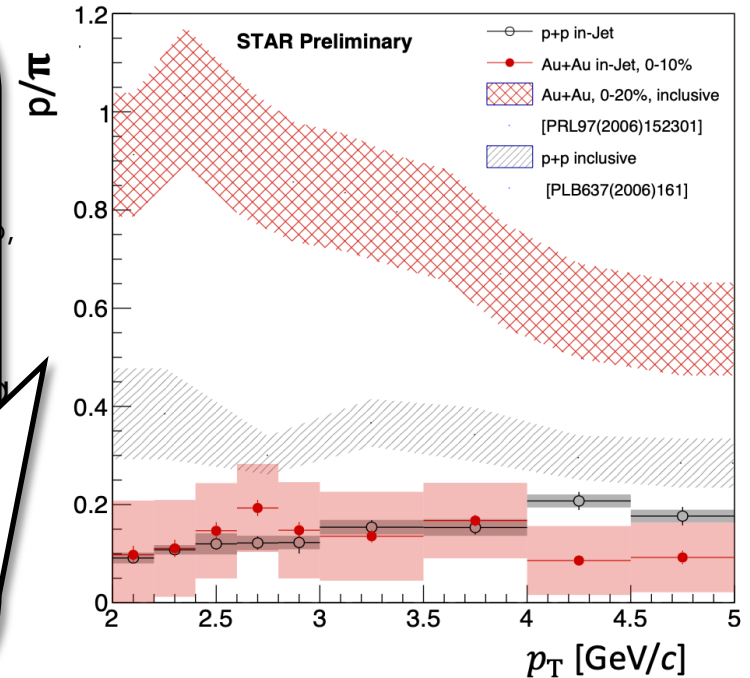 1.2
STAR Preliminary
p+p in-Jet
Au+Au in-Jet, 0-10%
Au+Au, 0-20%, inclusive
[PRL97(2006)152301]
p+p inclusive
[PLB637(2006)161]
p/π
1
0.8
0.6
0.4
0.2
0
2 2.5 3 3.5 4 4.5 5
pT [GeV/c]